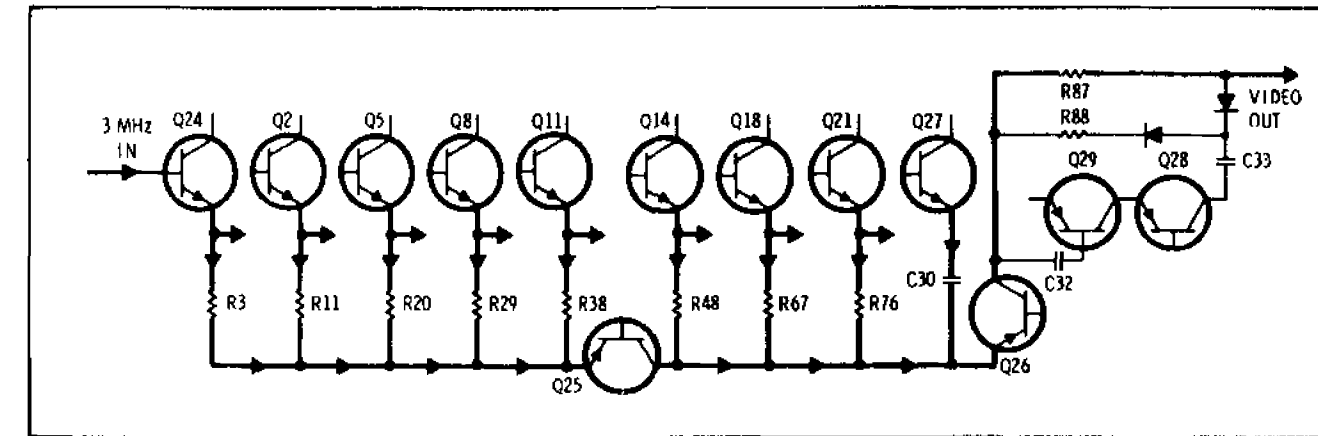 3 MHz
IN
Q24
Q2
Q5
Q8
Q11
Q14
Q18
Q21
Q27
R87
R88
VIDEO
OUT
Q29
Q28
C33
C32
C30
R3
R11
R20
R29
R38
R48
R67
R76
Q25
Q26